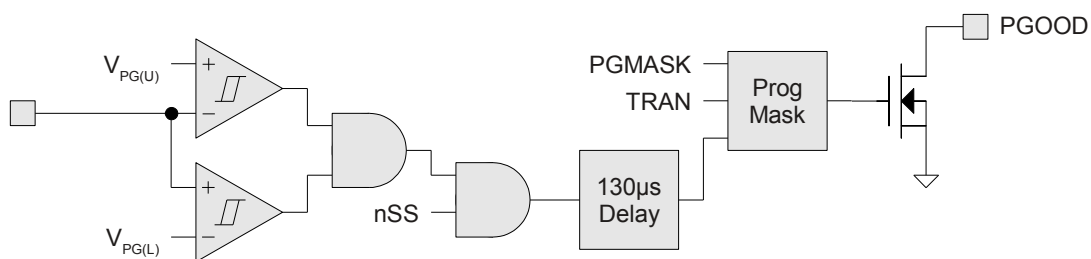 PGOOD
V_PG(U)
+
−
PGMASK
TRAN
Prog
Mask
+
−
V_PG(L)
nSS
130µs
Delay